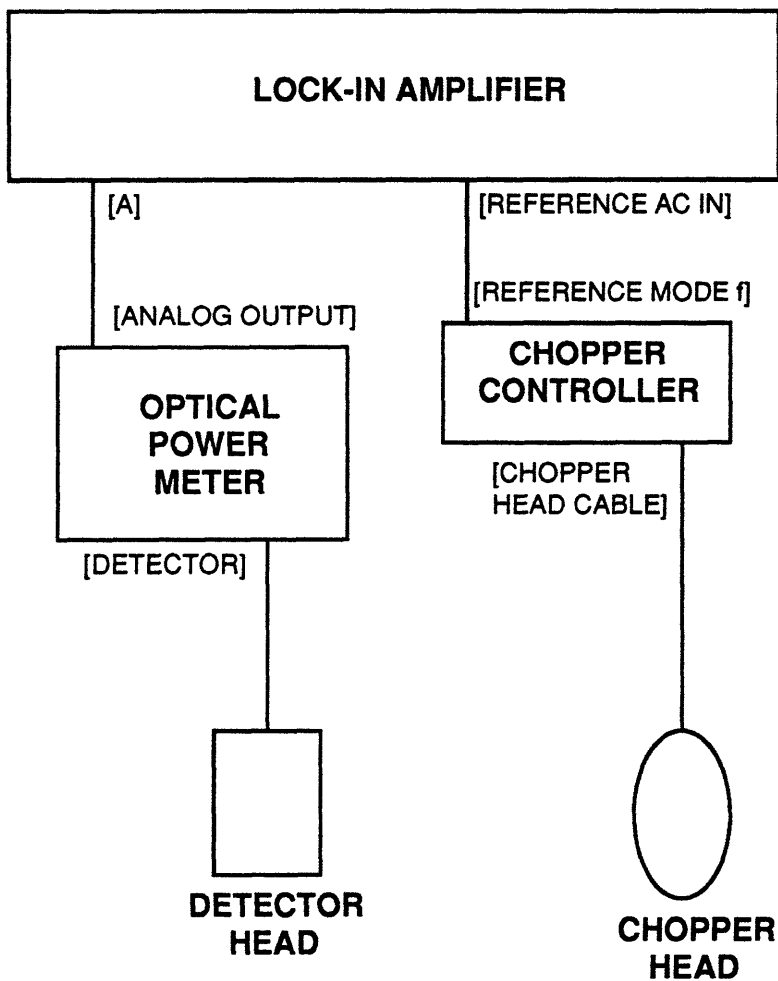 LOCK-IN AMPLIFIER
[A]
[REFERENCE AC IN]
[ANALOG OUTPUT]
[REFERENCE MODE f]
OPTICAL
POWER
METER
CHOPPER
CONTROLLER
[DETECTOR]
[CHOPPER
HEAD CABLE]
DETECTOR
HEAD
CHOPPER
HEAD